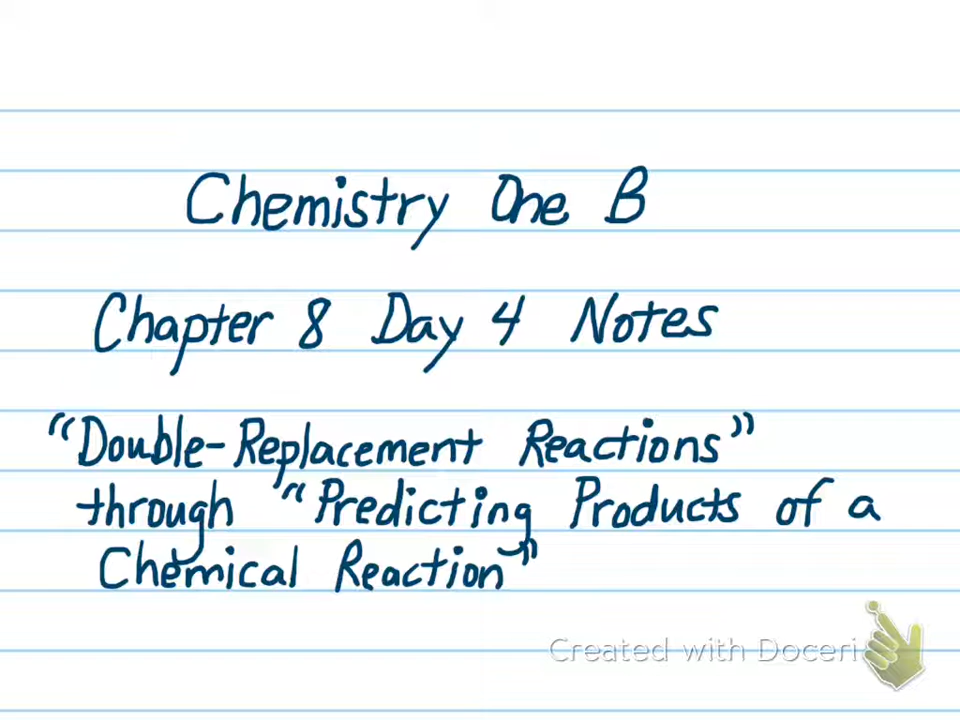 Chemistry One B
Chapter 8 Day 4 Notes
"Double-Replacement Reactions"
through "Predicting Products of a
Chemical Reaction"
Created with Doceri